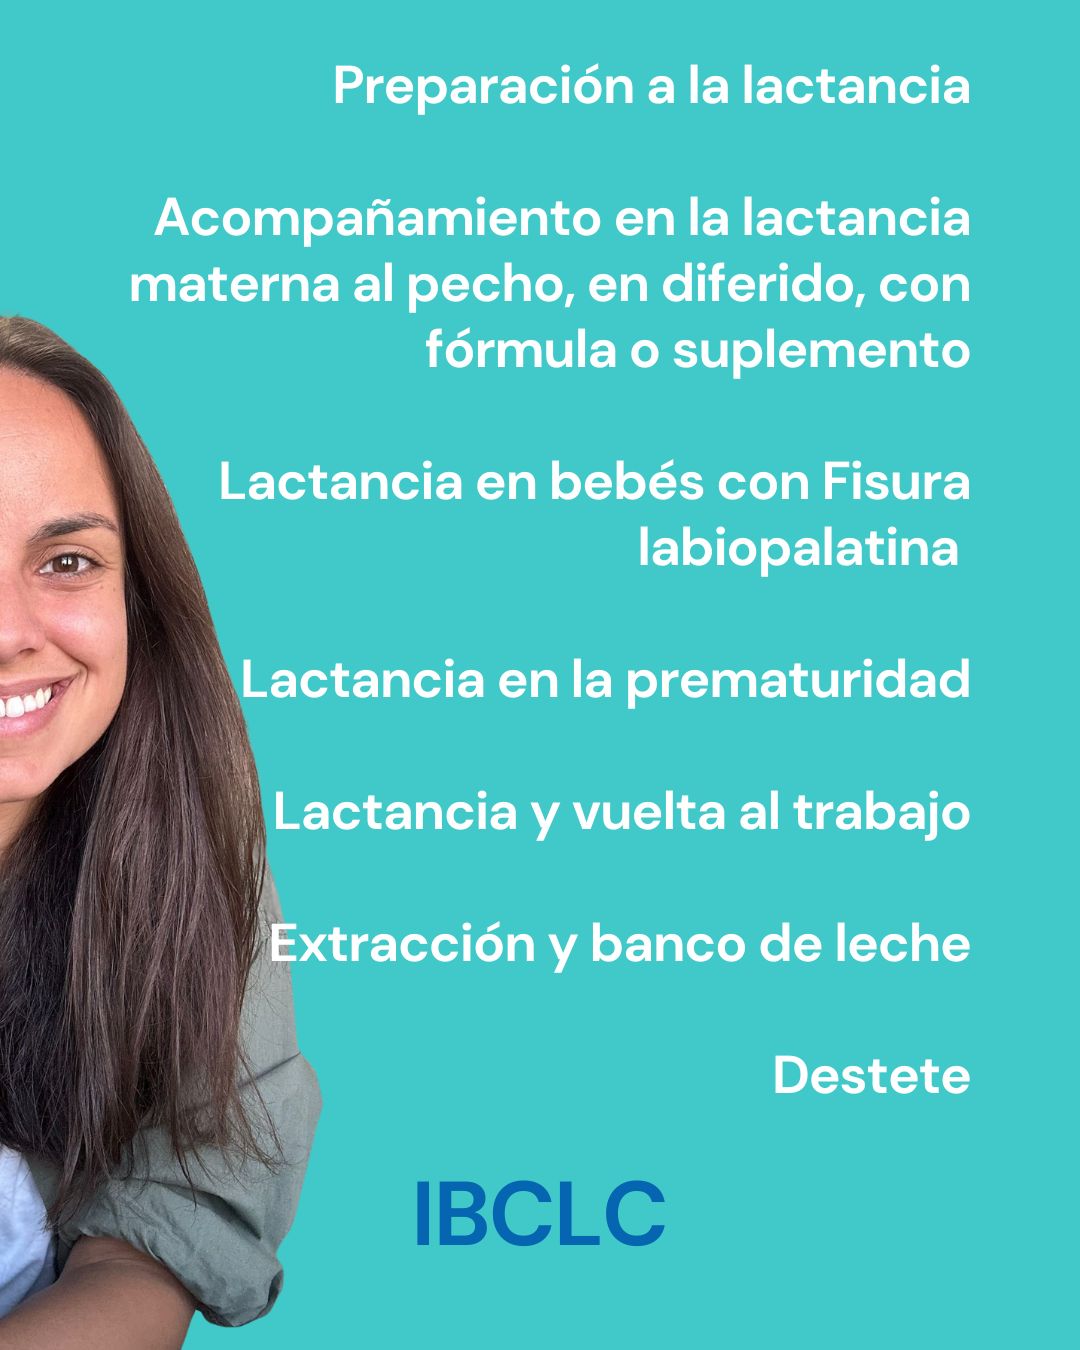 Preparación a la lactancia
Acompañamiento en la lactancia
materna al pecho, en diferido, con
fórmula o suplemento
Lactancia en bebés con Fisura
labiopalatina
Lactancia en la prematuridad
Lactancia y vuelta al trabajo
Extracción y banco de leche
Destete
IBCLC